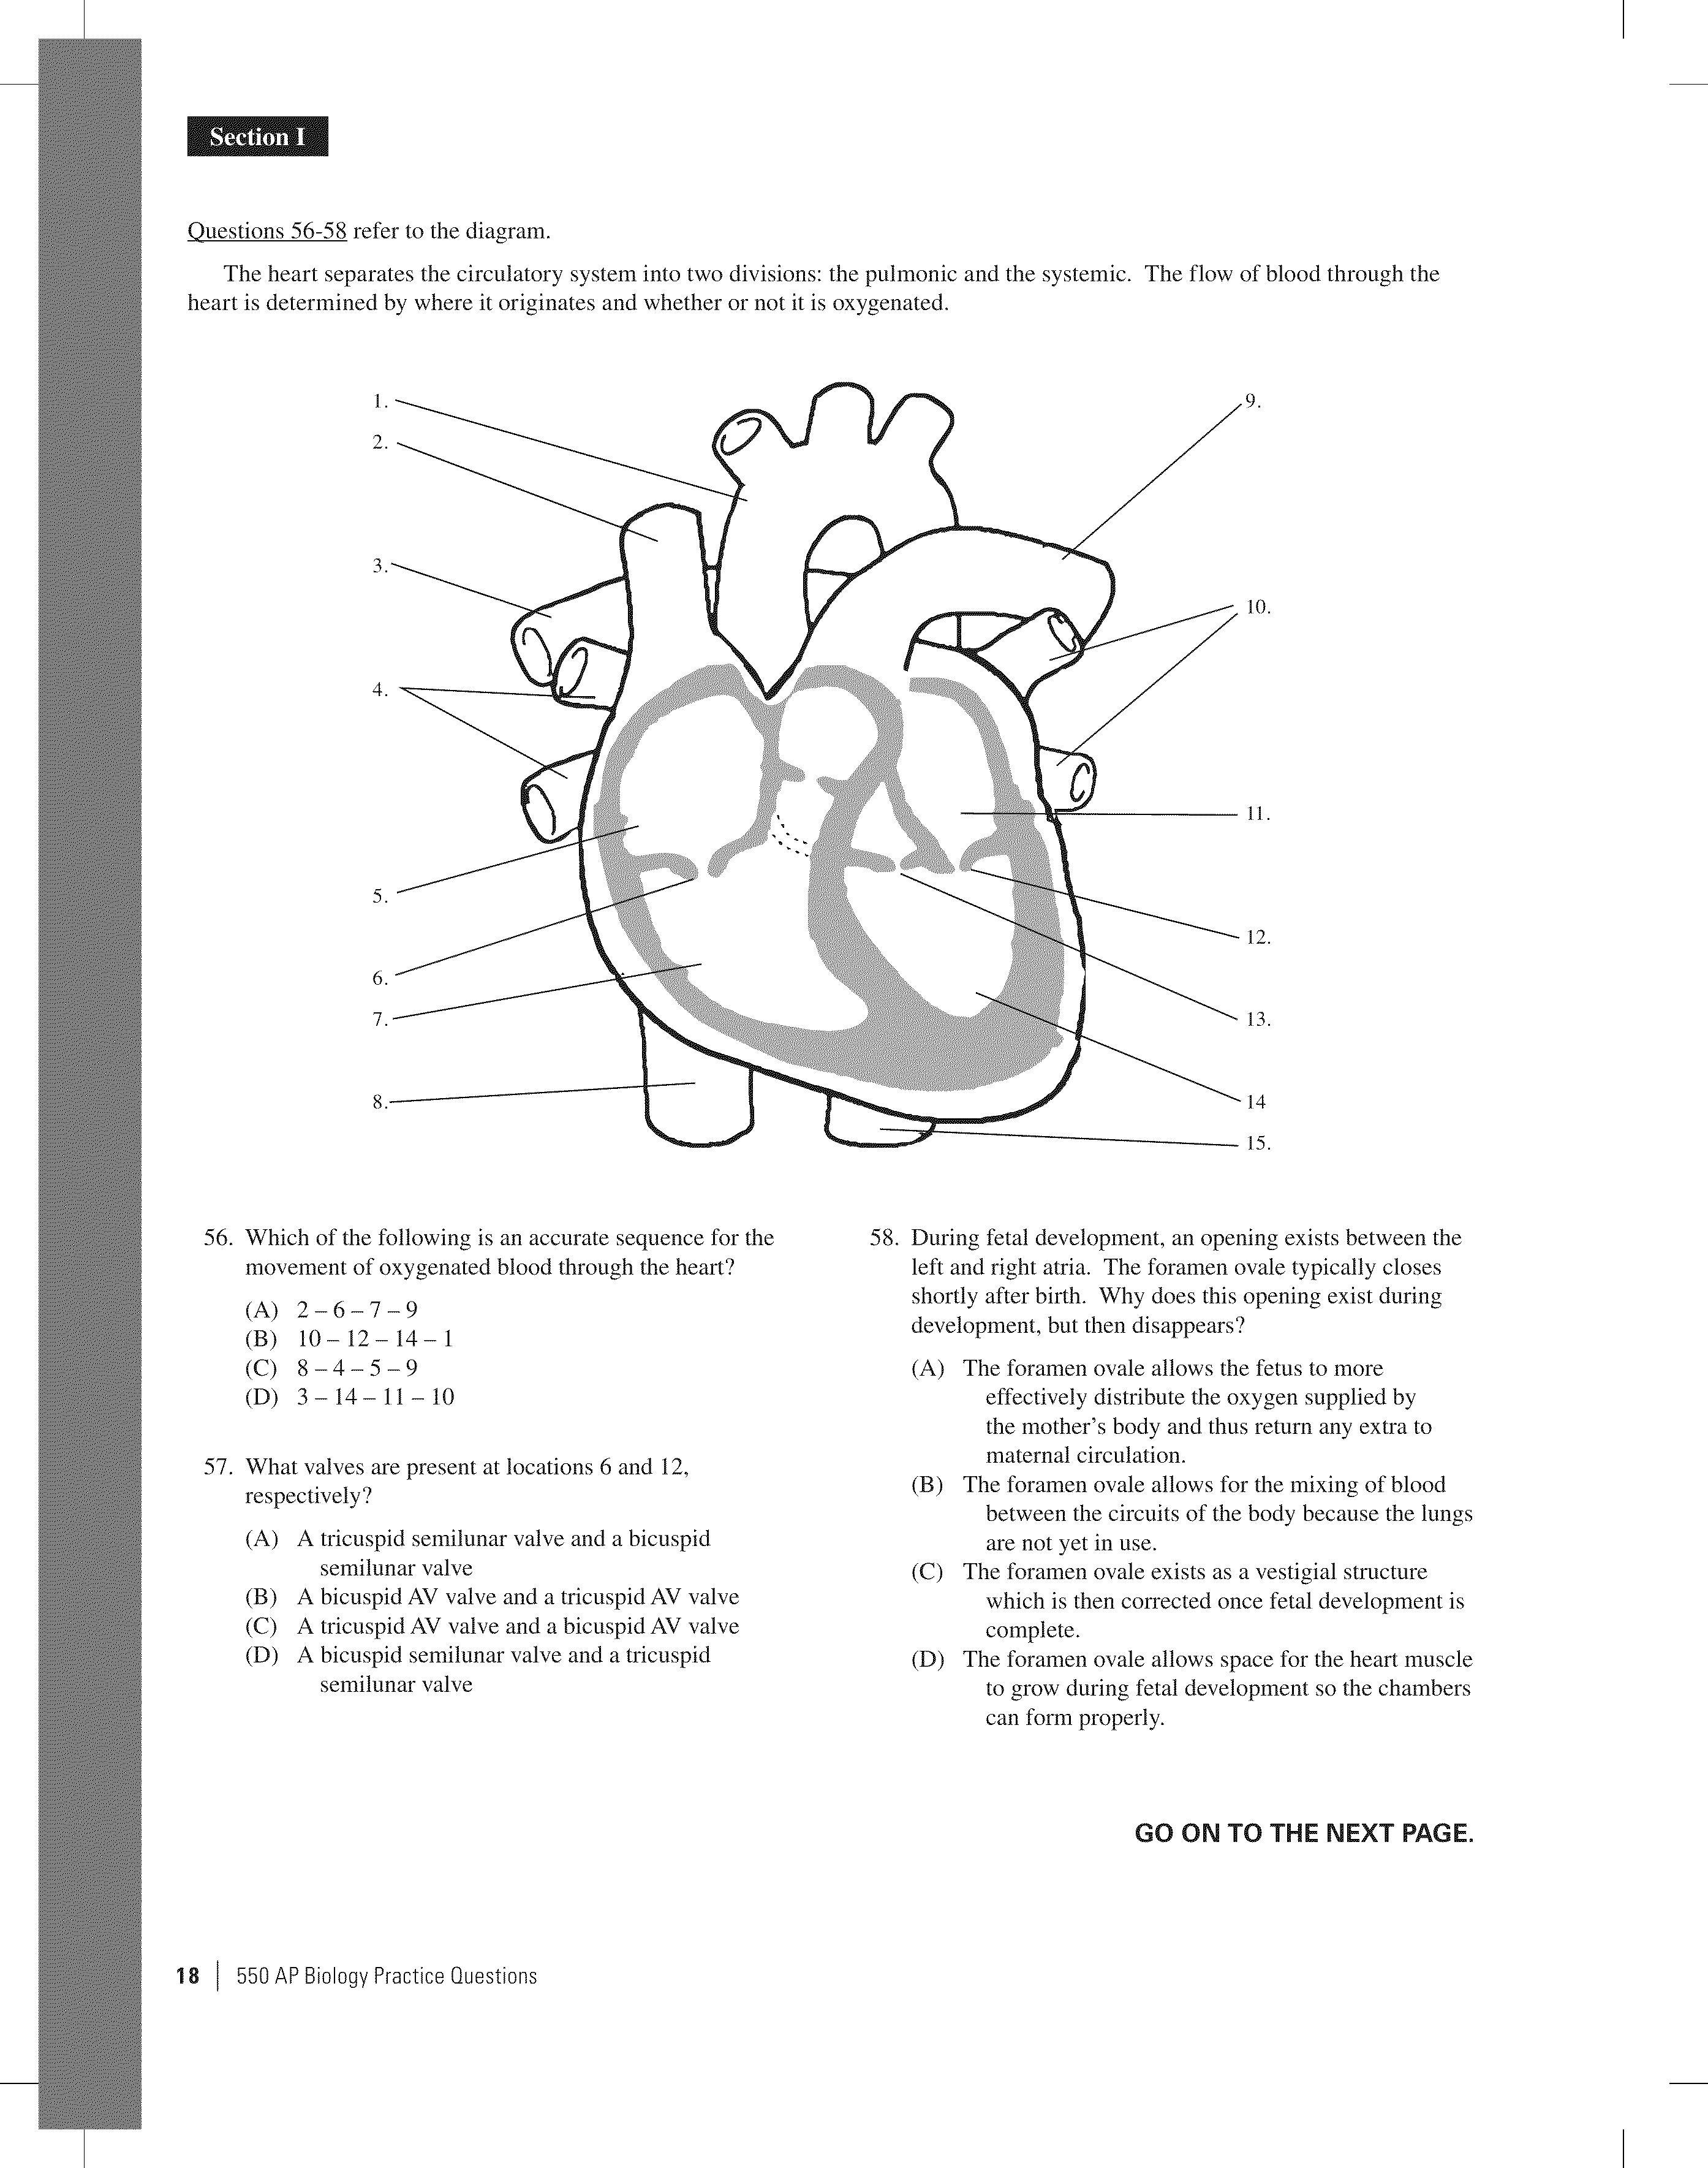 Section I
Questions 56-58 refer to the diagram.
The heart separates the circulatory system into two divisions: the pulmonic and the systemic. The flow of blood through the
heart is determined by where it originates and whether or not it is oxygenated.
1.
2.
3.
4.
5.
6.
7.
8.
9.
10.
11.
12.
13.
14
15.
56. Which of the following is an accurate sequence for the
movement of oxygenated blood through the heart?
(A) 2 – 6 – 7 – 9
(B) 10 – 12 – 14 – 1
(C) 8 – 4 – 5 – 9
(D) 3 – 14 – 11 – 10
57. What valves are present at locations 6 and 12,
respectively?
(A) A tricuspid semilunar valve and a bicuspid
semilunar valve
(B) A bicuspid AV valve and a tricuspid AV valve
(C) A tricuspid AV valve and a bicuspid AV valve
(D) A bicuspid semilunar valve and a tricuspid
semilunar valve
58. During fetal development, an opening exists between the
left and right atria. The foramen ovale typically closes
shortly after birth. Why does this opening exist during
development, but then disappears?
(A) The foramen ovale allows the fetus to more
effectively distribute the oxygen supplied by
the mother's body and thus return any extra to
maternal circulation.
(B) The foramen ovale allows for the mixing of blood
between the circuits of the body because the lungs
are not yet in use.
(C) The foramen ovale exists as a vestigial structure
which is then corrected once fetal development is
complete.
(D) The foramen ovale allows space for the heart muscle
to grow during fetal development so the chambers
can form properly.
GO ON TO THE NEXT PAGE.
18 | 550 AP Biology Practice Questions